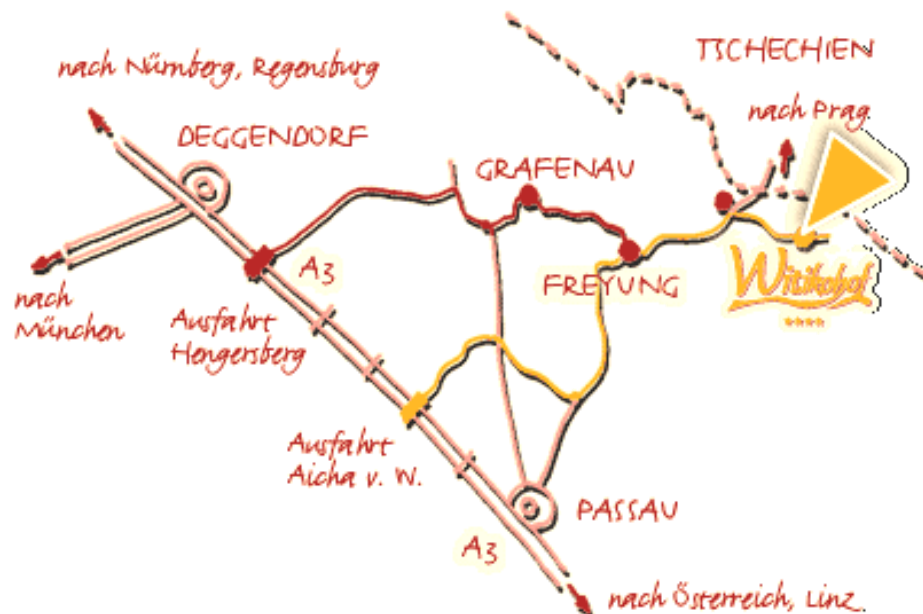 TSCHECHIEN
nach Nürnberg, Regensburg
nach Prag
DEGGENDORF
GRAFENAU
A3
FREYUNG
Witikohof
nach
München
Ausfahrt
Hengersberg
Ausfahrt
Aicha v. W.
PASSAU
A3
nach Österreich, Linz